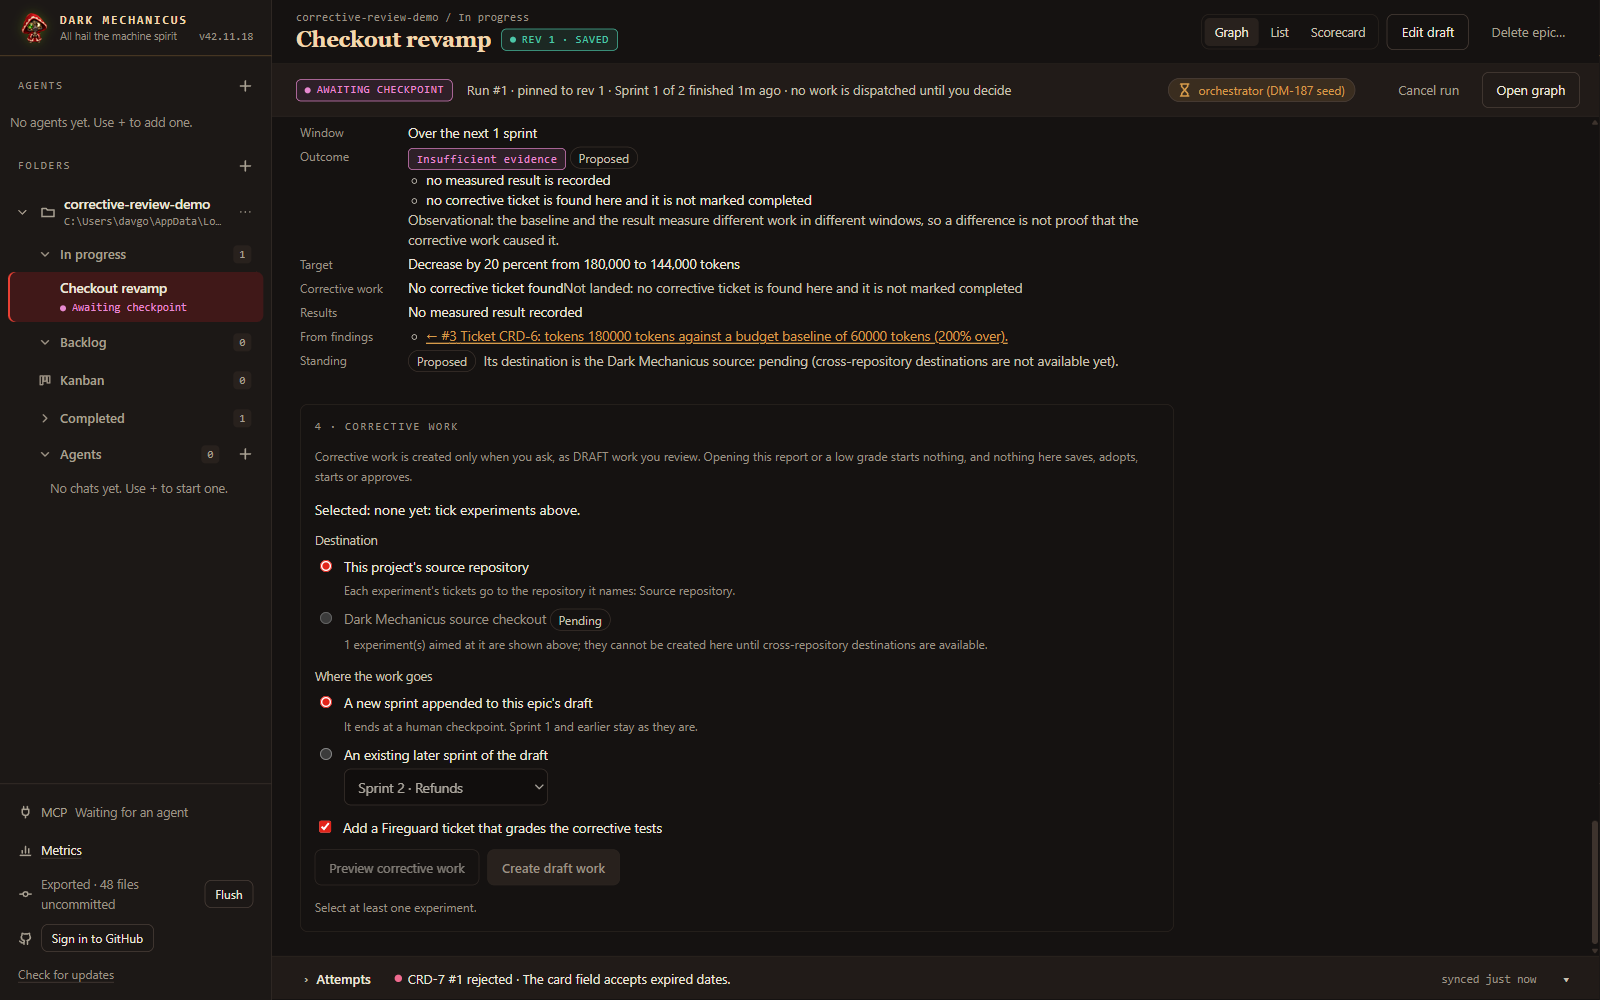 DARK MECHANICUS
All hail the machine spirit v42.11.18
AGENTS
No agents yet. Use + to add one.
FOLDERS
corrective-review-demo
C:\Users\davgo\AppData\Lo...
In progress 1
Checkout revamp
Awaiting checkpoint
Backlog 0
Kanban 0
Completed 1
Agents 0
No chats yet. Use + to start one.
MCP Waiting for an agent
Metrics
Exported · 48 files
uncommitted
Flush
Sign in to GitHub
Check for updates
corrective-review-demo / In progress
Checkout revamp REV 1 · SAVED
Graph List Scorecard Edit draft Delete epic...
AWAITING CHECKPOINT Run #1 · pinned to rev 1 · Sprint 1 of 2 finished 1m ago · no work is dispatched until you decide orchestrator (DM-187 seed) Cancel run Open graph
Window Over the next 1 sprint
Outcome Insufficient evidence Proposed
no measured result is recorded
no corrective ticket is found here and it is not marked completed
Observational: the baseline and the result measure different work in different windows, so a difference is not proof that the
corrective work caused it.
Target Decrease by 20 percent from 180,000 to 144,000 tokens
Corrective work No corrective ticket foundNot landed: no corrective ticket is found here and it is not marked completed
Results No measured result recorded
From findings ← #3 Ticket CRD-6: tokens 180000 tokens against a budget baseline of 60000 tokens (200% over).
Standing Proposed Its destination is the Dark Mechanicus source: pending (cross-repository destinations are not available yet).
4 · CORRECTIVE WORK
Corrective work is created only when you ask, as DRAFT work you review. Opening this report or a low grade starts nothing, and nothing here saves, adopts,
starts or approves.
Selected: none yet: tick experiments above.
Destination
This project's source repository
Each experiment's tickets go to the repository it names: Source repository.
Dark Mechanicus source checkout Pending
1 experiment(s) aimed at it are shown above; they cannot be created here until cross-repository destinations are available.
Where the work goes
A new sprint appended to this epic's draft
It ends at a human checkpoint. Sprint 1 and earlier stay as they are.
An existing later sprint of the draft
Sprint 2 · Refunds
Add a Fireguard ticket that grades the corrective tests
Preview corrective work Create draft work
Select at least one experiment.
Attempts CRD-7 #1 rejected · The card field accepts expired dates. synced just now